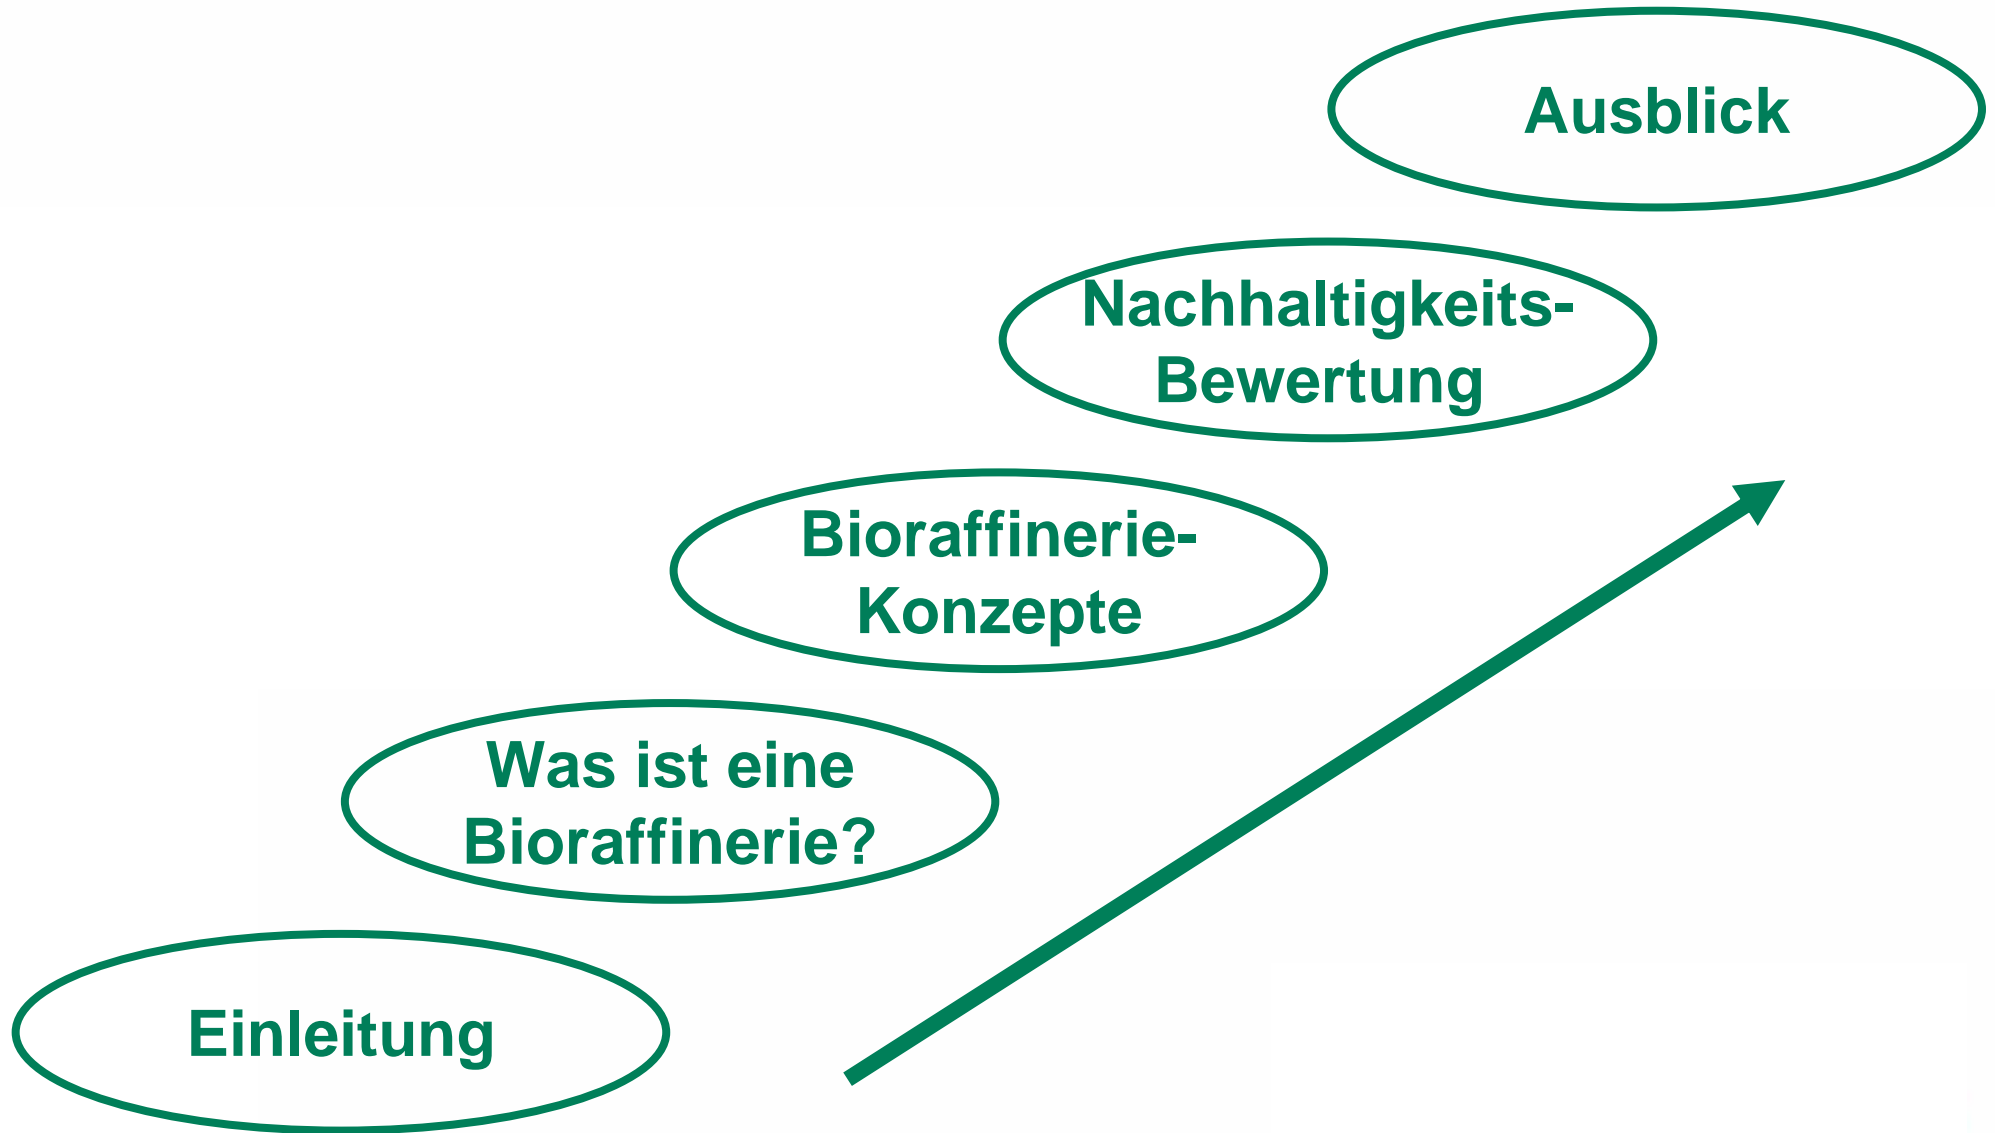 Ausblick
Nachhaltigkeits-
Bewertung
Bioraffinerie-
Konzepte
Was ist eine
Bioraffinerie?
Einleitung